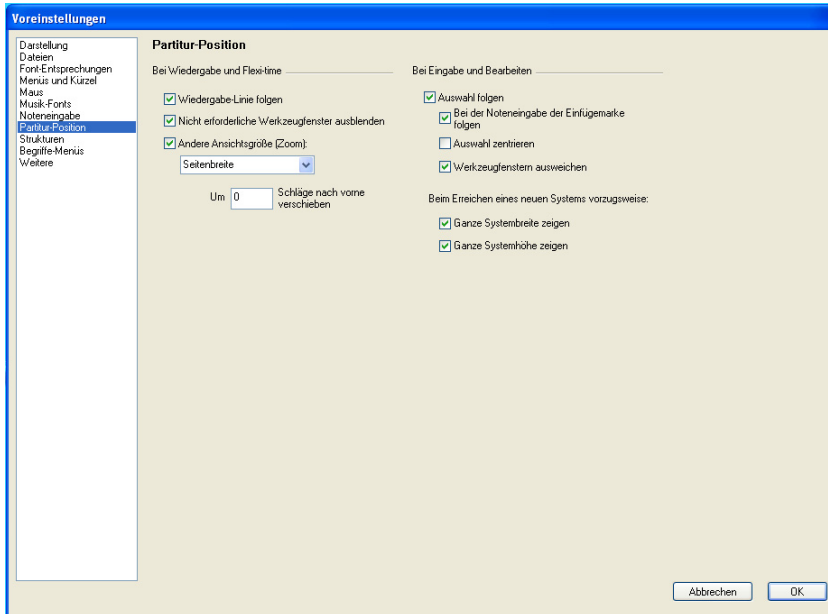 Voreinstellungen
Darstellung
Dateien
Font-Entsprechungen
Menüs und Kürzel
Maus
Musik-Fonts
Noteneingabe
Partitur-Position
Strukturen
Begriffe-Menüs
Weitere
Partitur-Position
Bei Wiedergabe und Flexi-time
Wiedergabe-Linie folgen
Nicht erforderliche Werkzeugfenster ausblenden
Andere Ansichtsgröße (Zoom):
Seitenbreite
Um 0 Schläge nach vorne
verschieben
Bei Eingabe und Bearbeiten
Auswahl folgen
Bei der Noteneingabe der Einfügemarke
folgen
Auswahl zentrieren
Werkzeugfenstern ausweichen
Beim Erreichen eines neuen Systems vorzugsweise:
Ganze Systembreite zeigen
Ganze Systemhöhe zeigen
Abbrechen
OK